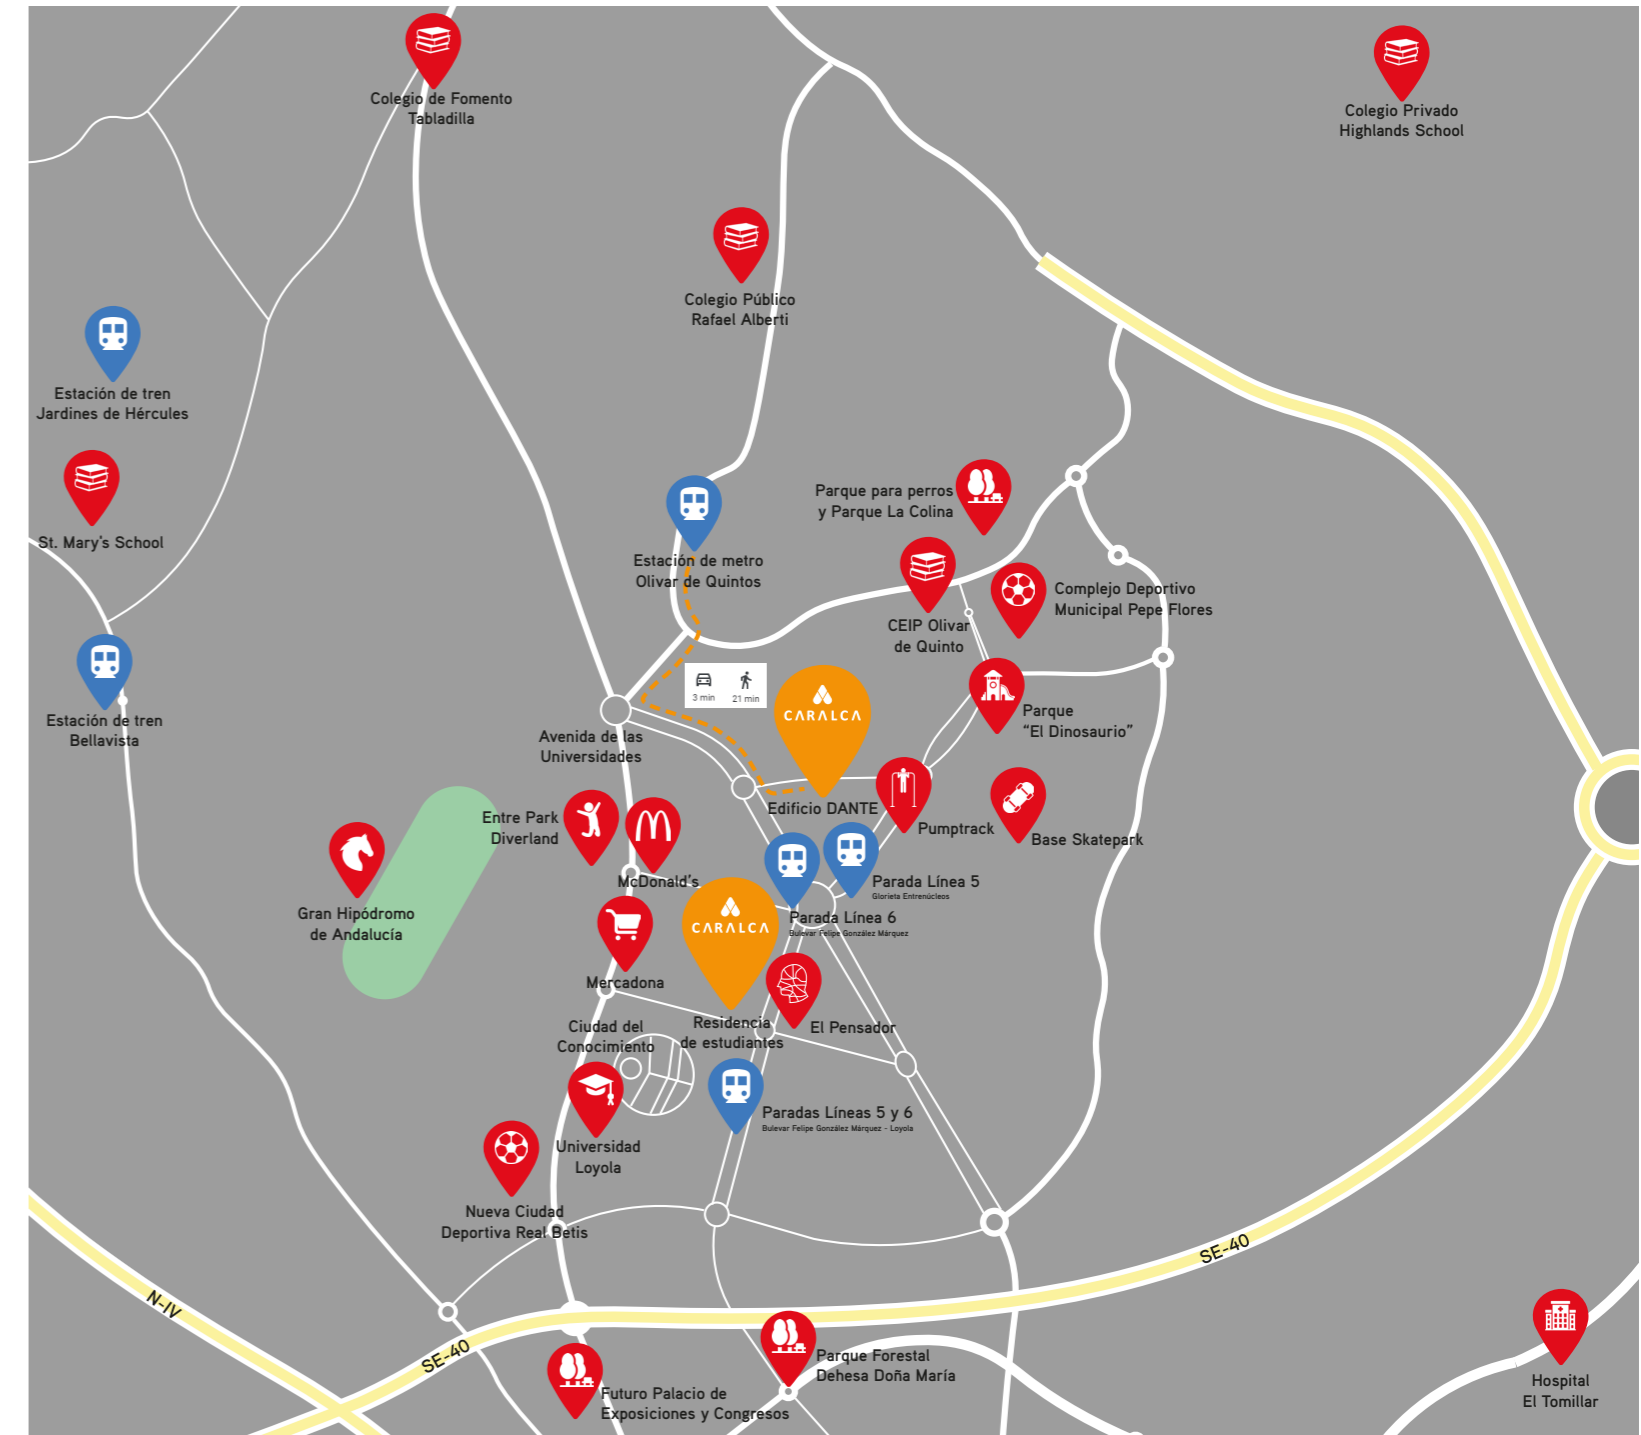 Colegio de Fomento
Tabladilla
Colegio Privado
Highlands School
Colegio Público
Rafael Alberti
Estación de tren
Jardines de Hércules
St. Mary's School
Parque para perros
y Parque La Colina
Estación de metro
Olivar de Quintos
Complejo Deportivo
Municipal Pepe Flores
CEIP Olivar
de Quinto
3 min
21 min
CARALCA
Estación de tren
Bellavista
Parque
“El Dinosaurio”
Avenida de las
Universidades
Edificio DANTE
Entre Park
Diverland
Pumptrack
Base Skatepark
McDonald's
Parada Línea 5
Glorieta Entrenúcleos
Gran Hipódromo
de Andalucía
Parada Línea 6
Bulevar Felipe González Márquez
CARALCA
Mercadona
Residencia
de estudiantes
El Pensador
Ciudad del
Conocimiento
Paradas Líneas 5 y 6
Bulevar Felipe González Márquez - Loyola
Universidad
Loyola
Nueva Ciudad
Deportiva Real Betis
SE-40
N-IV
SE-40
Parque Forestal
Dehesa Doña María
Futuro Palacio de
Exposiciones y Congresos
Hospital
El Tomillar